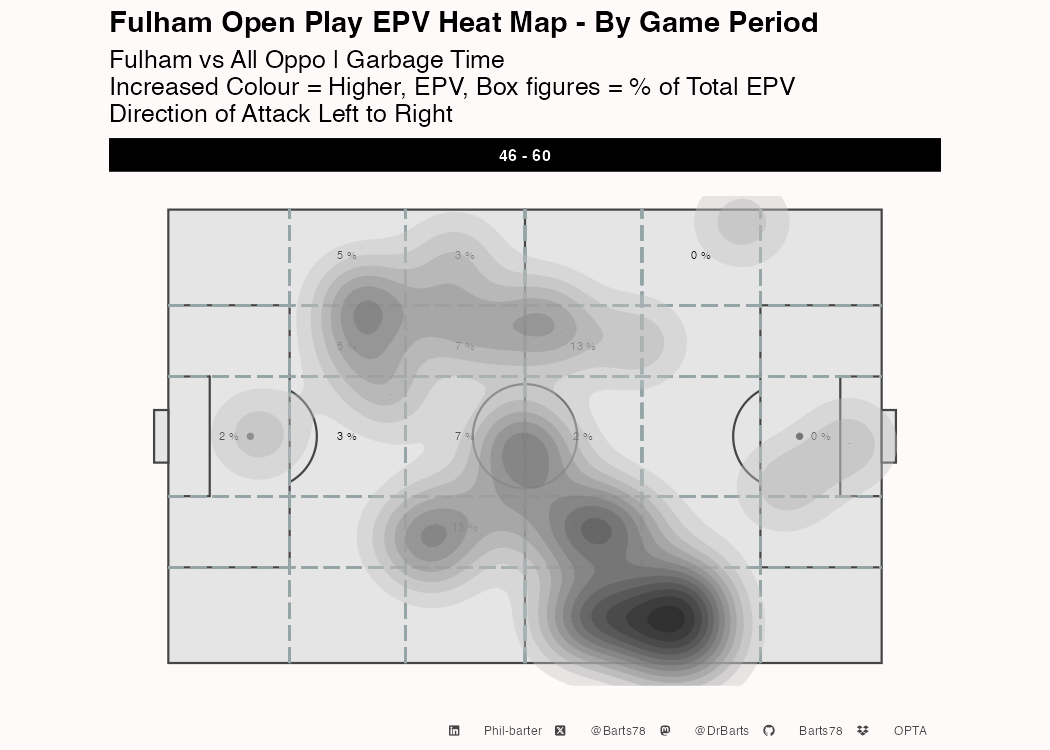 Fulham Open Play EPV Heat Map - By Game Period
Fulham vs All Oppo | Garbage Time
Increased Colour = Higher, EPV, Box figures = % of Total EPV
Direction of Attack Left to Right
46 - 60
5 % 3 % 0 %
5 % 7 % 13 %
2 % 3 % 7 % 2 % 0 %
13 %
Phil-barter @Barts78 @DrBarts Barts78 OPTA